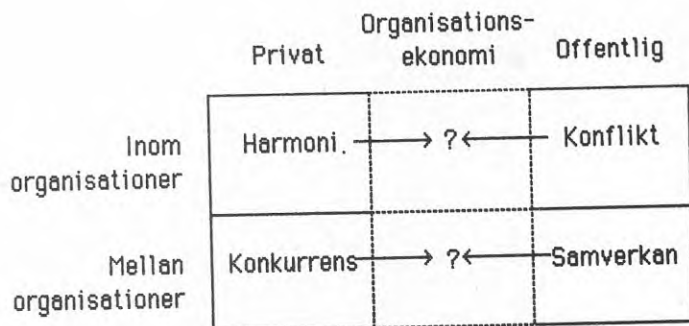 Organisations-
Privat ekonomi Offentlig
Inom
organisationer
Harmoni. ? Konflikt
Mellan
organisationer
Konkurrens ? Samverkan